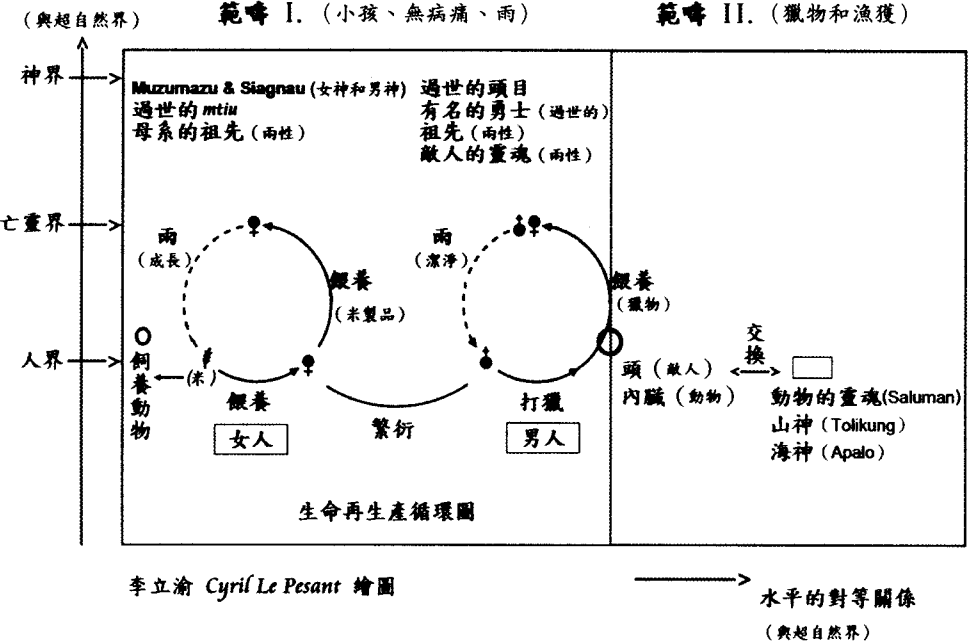 範疇 I.（小孩、無病痛、雨）
範疇 II.（獵物和漁獲）
（與超自然界）
神界
Muzumazu & Siagnau (女神和男神)
過世的 mtiu
母系的祖先（兩性）
過世的頭目
有名的勇士（過世的）
祖先（兩性）
敵人的靈魂（兩性）
亡靈界
雨
（成長）
餵養
（米製品）
雨
（潔淨）
餵養
（獵物）
人界
飼養動物
（米）
餵養
女人
繁衍
打獵
男人
頭（敵人）
內臟（動物）
交換
動物的靈魂(Saluman)
山神（Tolikung）
海神（Apalo）
生命再生產循環圖
李立渝 Cyril Le Pesant 繪圖
水平的對等關係
（與超自然界）